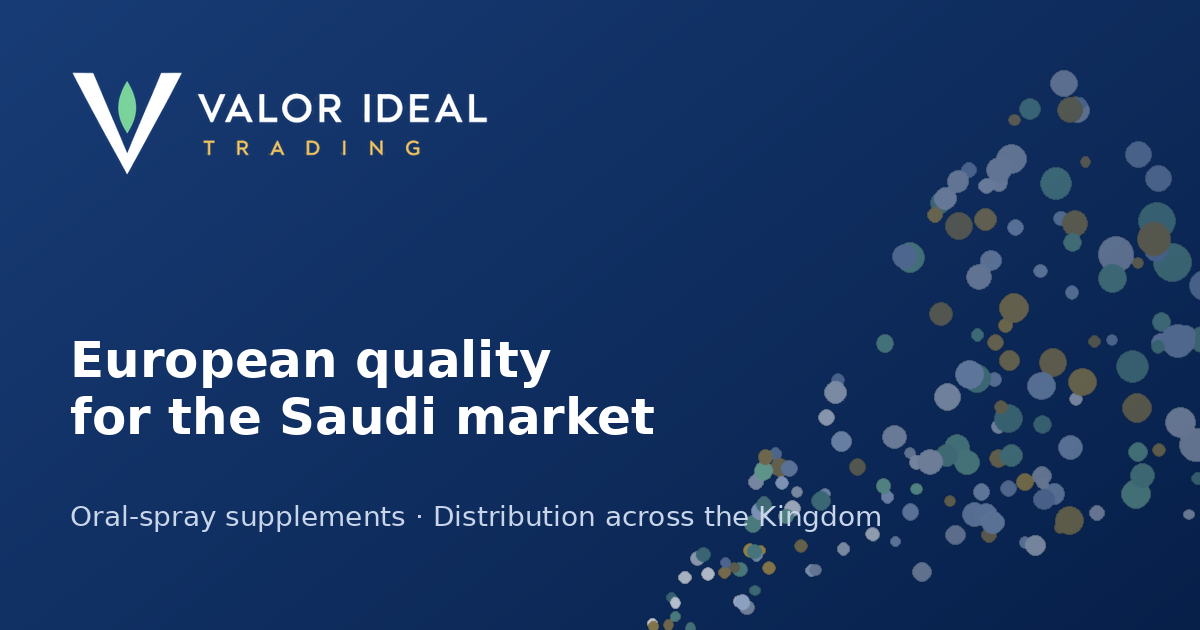 VALOR IDEAL
TRADING
European quality
for the Saudi market
Oral-spray supplements · Distribution across the Kingdom